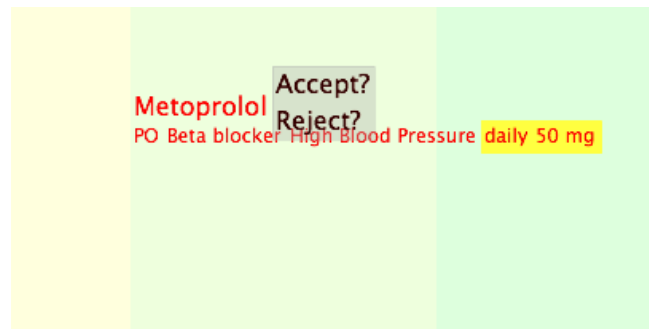 Accept?
Metoprolol
Reject?
PO Beta blocker High Blood Pressure daily 50 mg